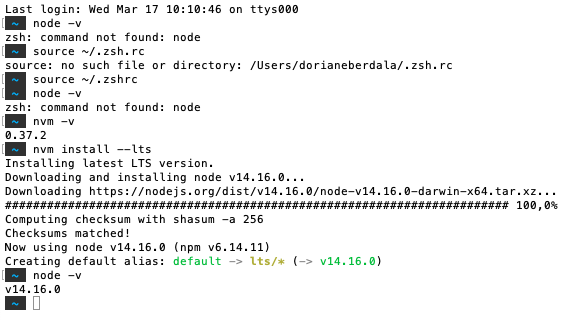 Last login: Wed Mar 17 10:10:46 on ttys000
~ node -v
zsh: command not found: node
~ source ~/.zsh.rc
source: no such file or directory: /Users/dorianeberdala/.zsh.rc
~ source ~/.zshrc
~ node -v
zsh: command not found: node
~ nvm -v
0.37.2
~ nvm install --lts
Installing latest LTS version.
Downloading and installing node v14.16.0...
Downloading https://nodejs.org/dist/v14.16.0/node-v14.16.0-darwin-x64.tar.xz...
######################################################################## 100,0%
Computing checksum with shasum -a 256
Checksums matched!
Now using node v14.16.0 (npm v6.14.11)
Creating default alias: default -> lts/* (-> v14.16.0)
~ node -v
v14.16.0
~